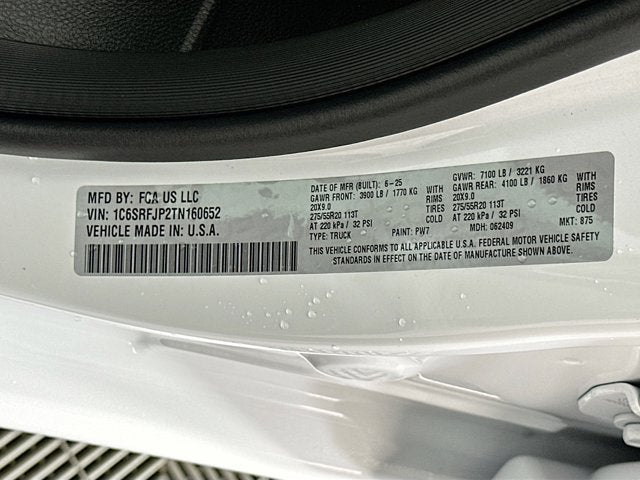 MFD BY: FCA US LLC
VIN: 1C6SRFJP2TN160652
VEHICLE MADE IN: U.S.A.
DATE OF MFR (BUILT): 6-25
GAWR FRONT: 3900 LB / 1770 KG WITH
20X9.0 RIMS
275/55R20 113T TIRES
AT 220 kPa / 32 PSI COLD
TYPE: TRUCK PAINT: PW7
GVWR: 7100 LB / 3221 KG
GAWR REAR: 4100 LB / 1860 KG WITH
20X9.0 RIMS
275/55R20 113T TIRES
AT 220 kPa / 32 PSI COLD
MDH: 062409 MKT: 875
THIS VEHICLE CONFORMS TO ALL APPLICABLE U.S.A. FEDERAL MOTOR VEHICLE SAFETY
STANDARDS IN EFFECT ON THE DATE OF MANUFACTURE SHOWN ABOVE.